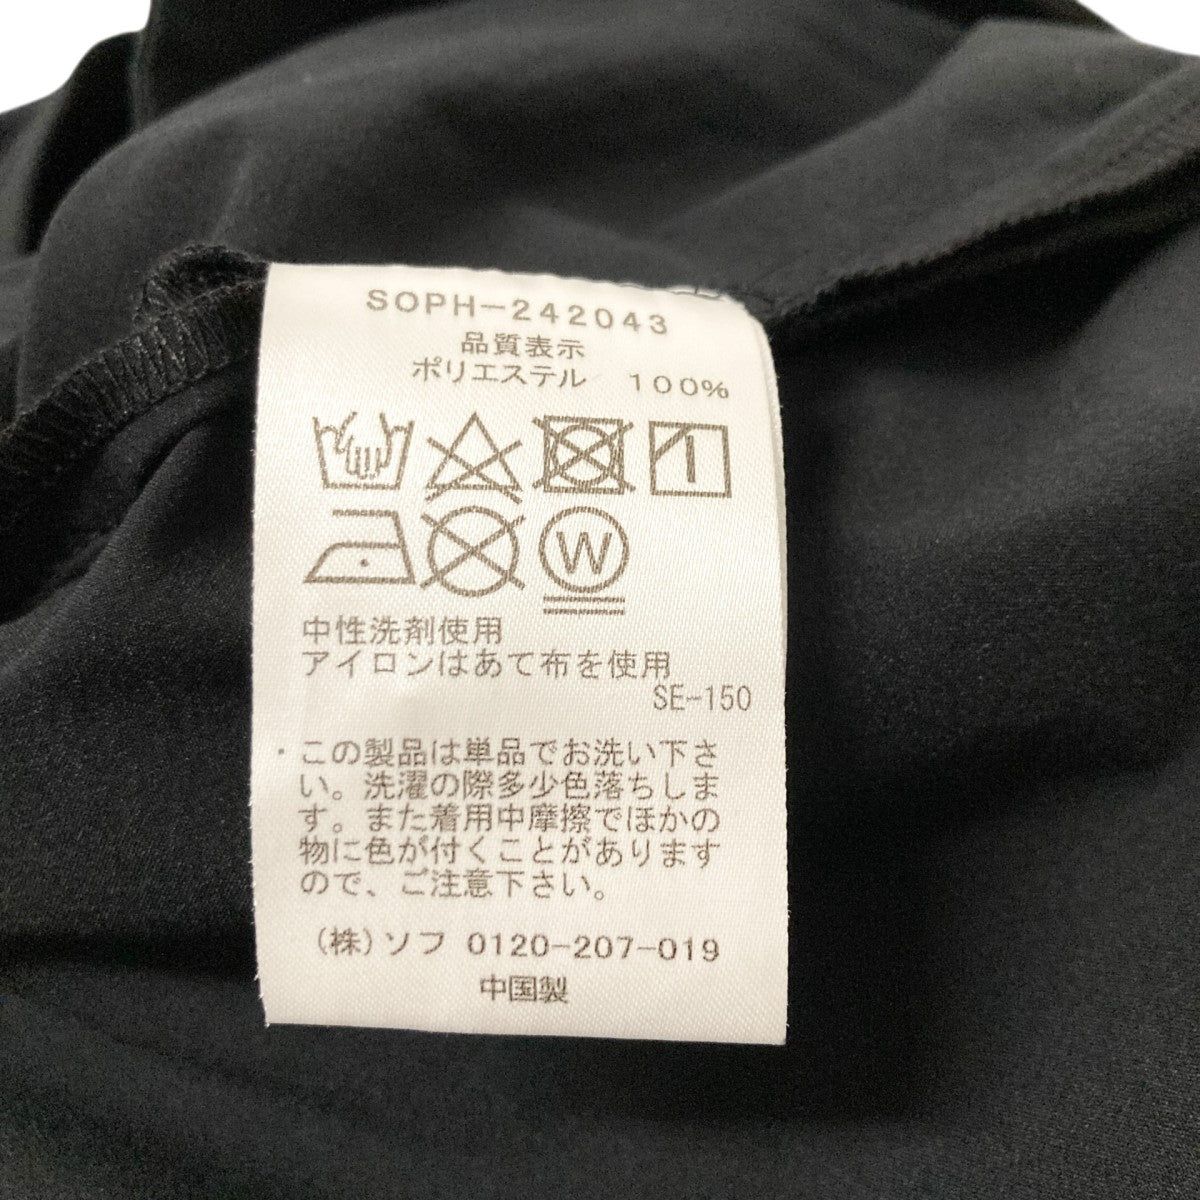 SOPH-242043
品質表示
ポリエステル 100%
W
中性洗剤使用
アイロンはあて布を使用
SE-150
・この製品は単品でお洗い下さ
い。洗濯の際多少色落ちしま
す。また着用中摩擦でほかの
物に色が付くことがあります
ので、ご注意下さい。
(株)ソフ 0120-207-019
中国製